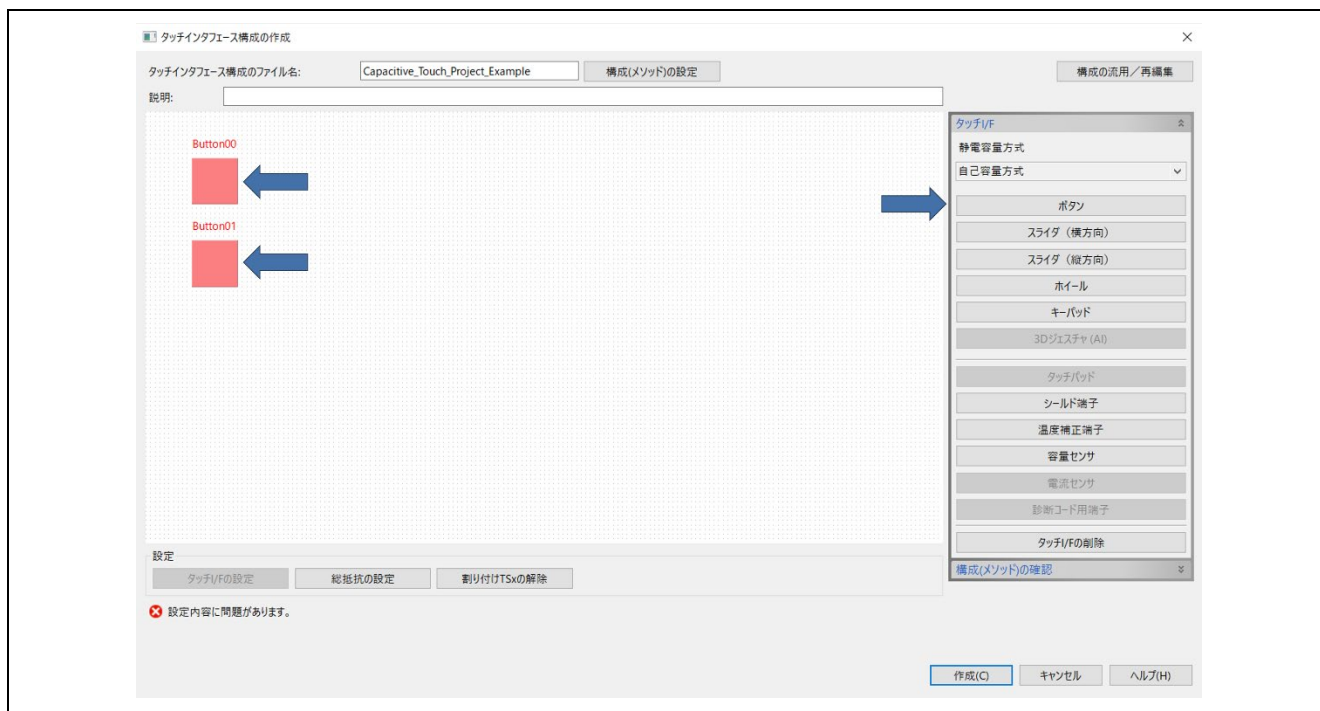 タッチインタフェース構成の作成
タッチインタフェース構成のファイル名: Capacitive_Touch_Project_Example 構成(メソッド)の設定 構成の流用／再編集
説明:
Button00
Button01
タッチI/F
静電容量方式
自己容量方式
ボタン
スライダ（横方向）
スライダ（縦方向）
ホイール
キーパッド
3Dジェスチャ (AI)
タッチパッド
シールド端子
温度補正端子
容量センサ
電流センサ
診断コード用端子
タッチI/Fの削除
構成(メソッド)の確認
設定
タッチI/Fの設定 総抵抗の設定 割り付けTSxの解除
設定内容に問題があります。
作成(C) キャンセル ヘルプ(H)